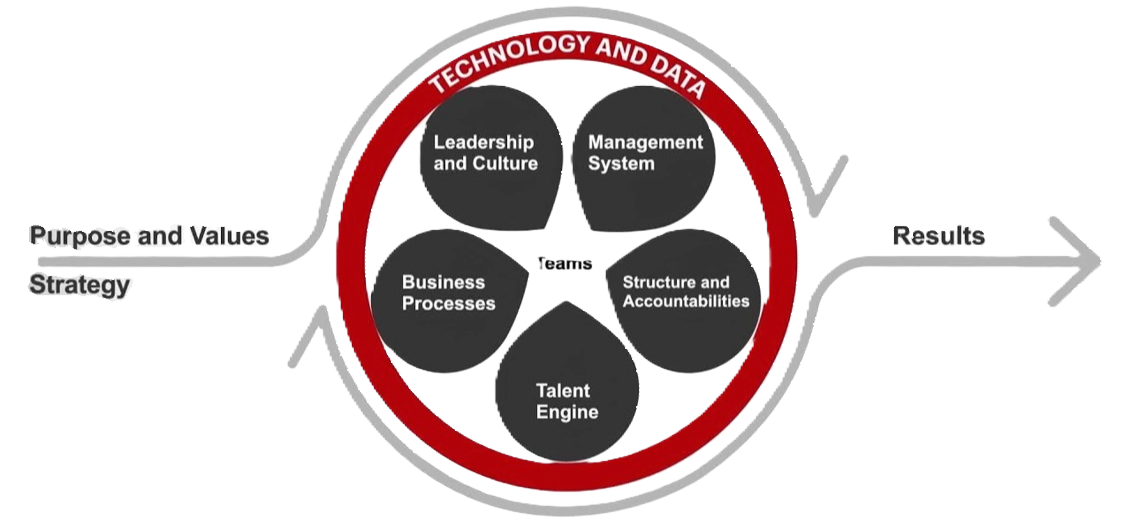 TECHNOLOGY AND DATA
Leadership
and Culture
Management
System
Purpose and Values
Strategy
Results
Teams
Business
Processes
Structure and
Accountabilities
Talent
Engine